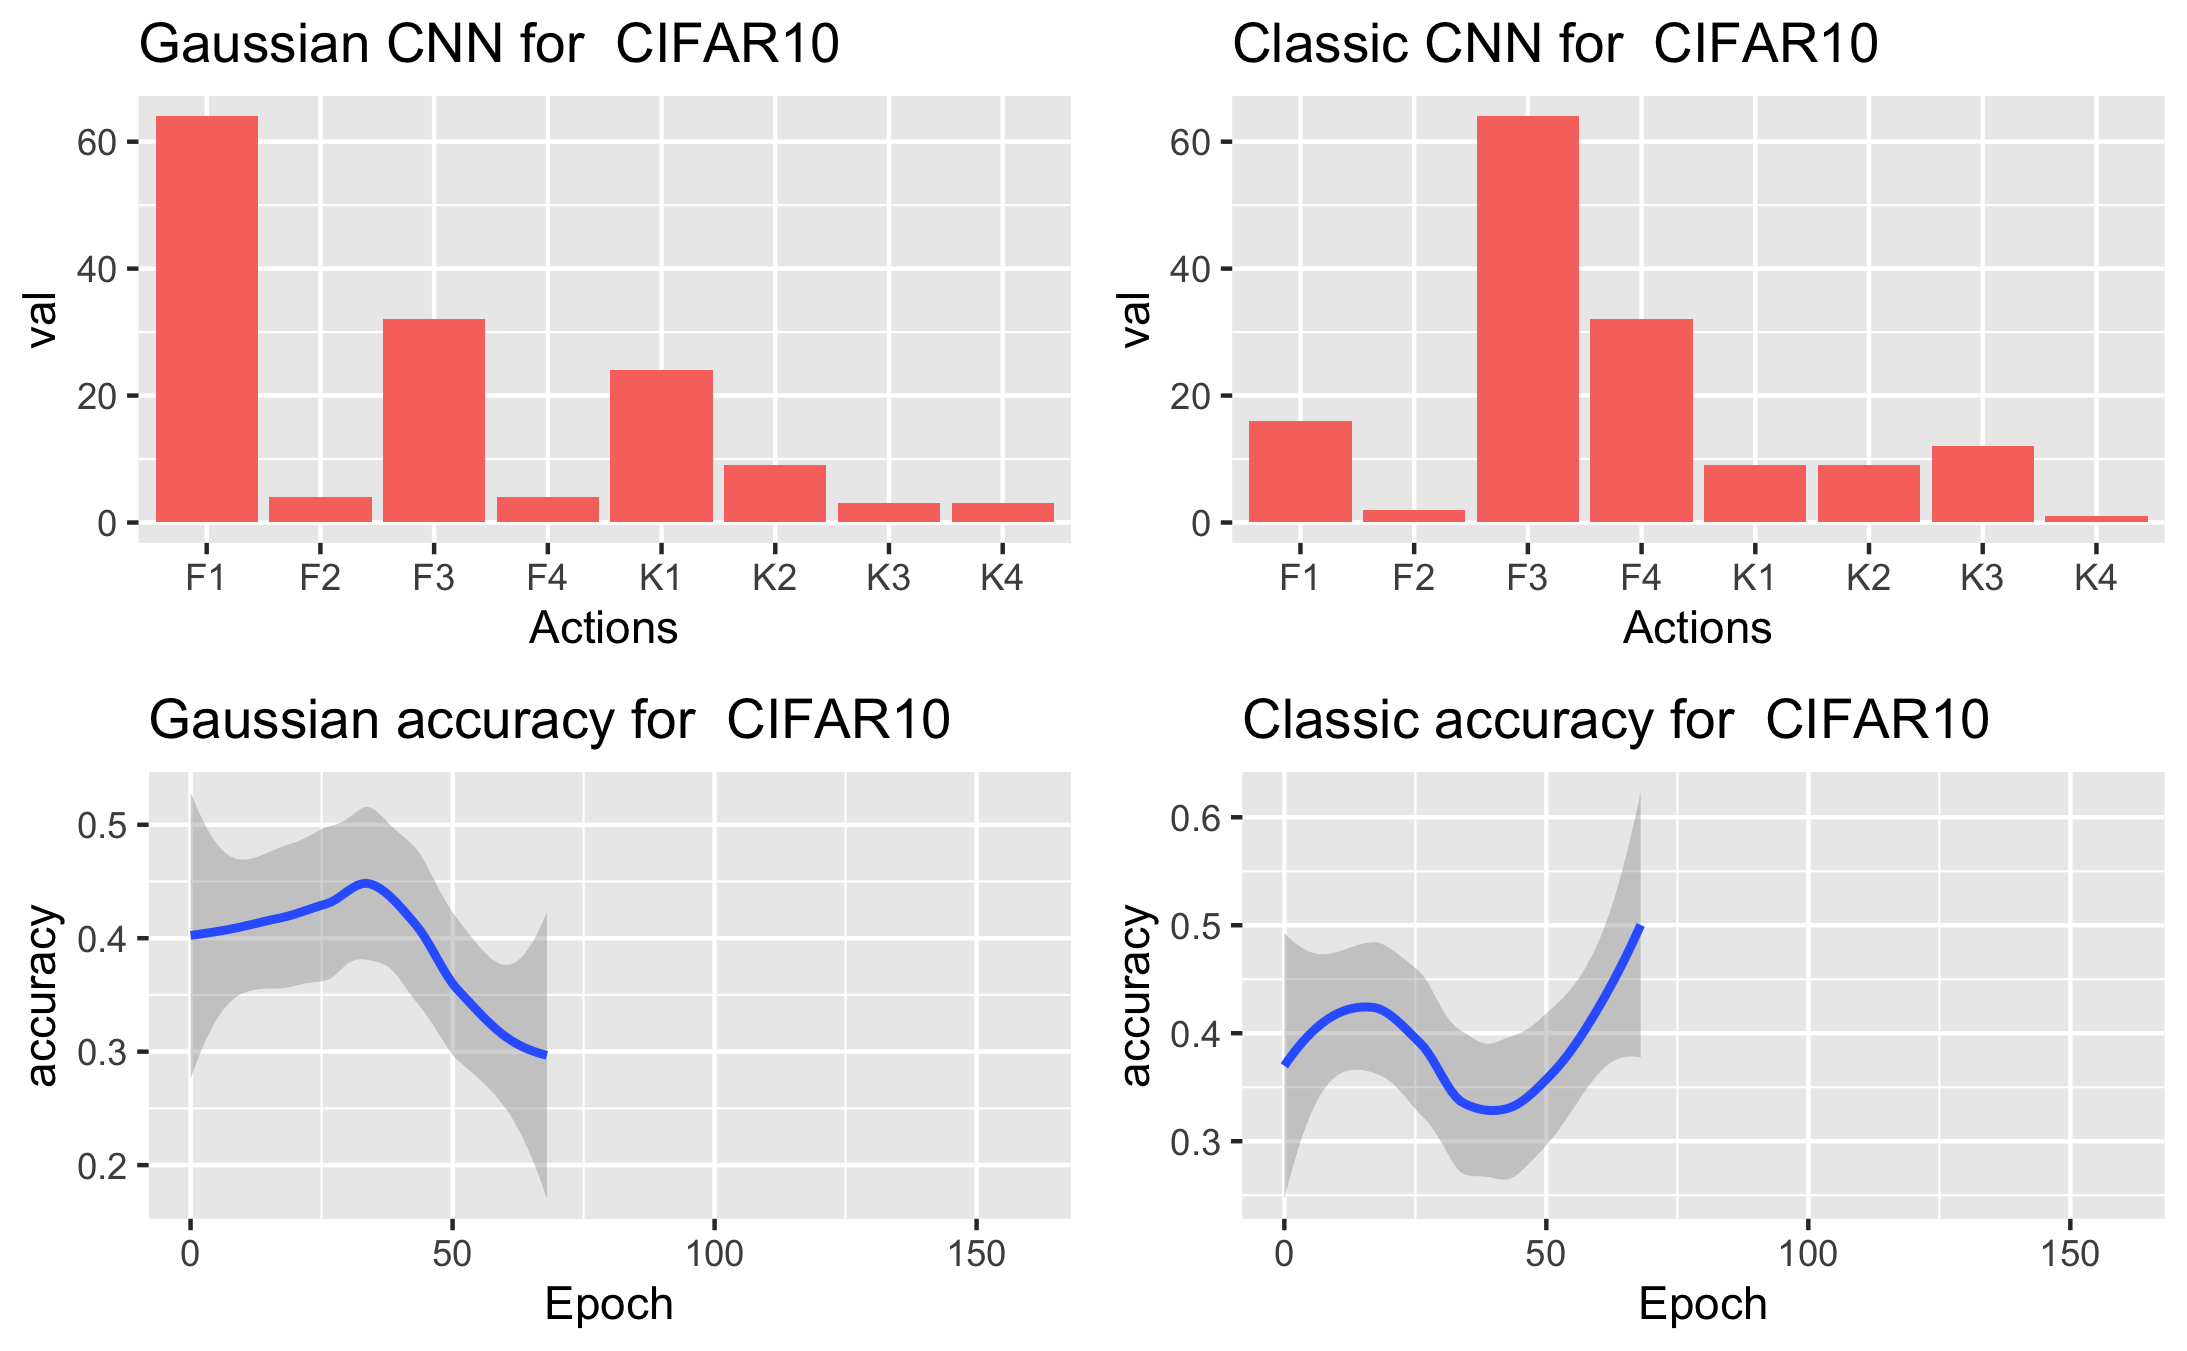 Gaussian CNN for  CIFAR10
val
60
40
20
0
F1 F2 F3 F4 K1 K2 K3 K4
Actions
Classic CNN for  CIFAR10
val
60
40
20
0
F1 F2 F3 F4 K1 K2 K3 K4
Actions
Gaussian accuracy for  CIFAR10
accuracy
0.5
0.4
0.3
0.2
0 50 100 150
Epoch
Classic accuracy for  CIFAR10
accuracy
0.6
0.5
0.4
0.3
0 50 100 150
Epoch